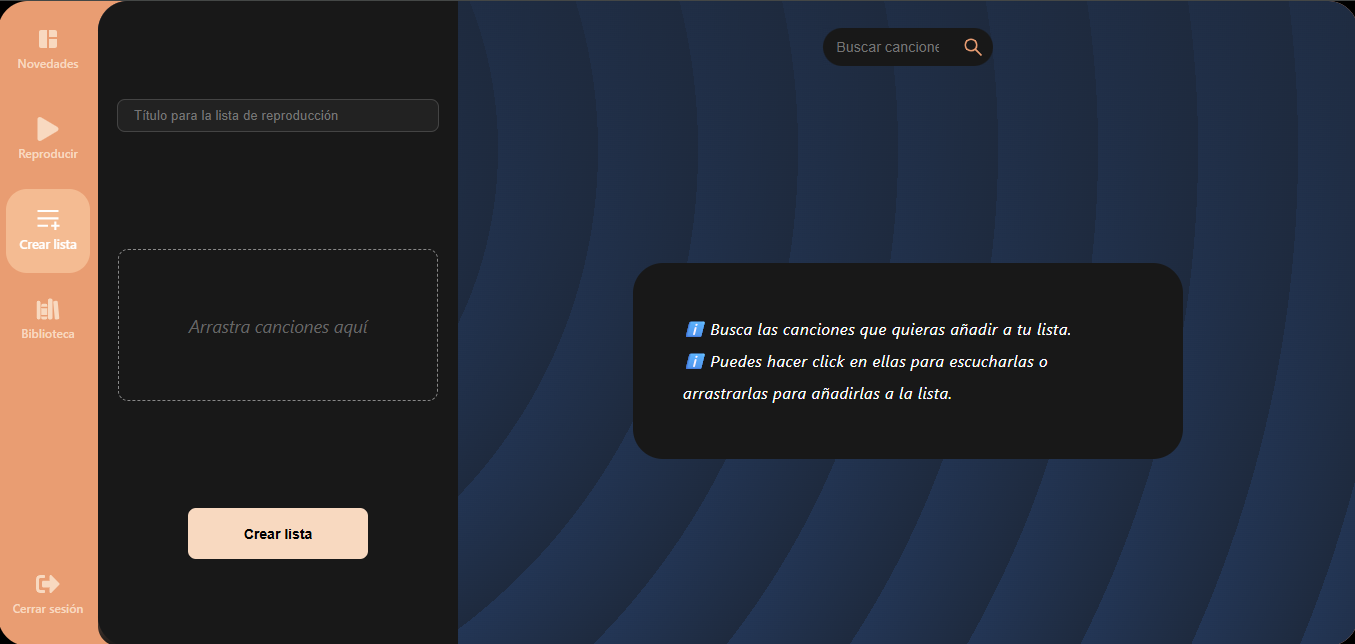 Novedades
Reproducir
Crear lista
Biblioteca
Cerrar sesión
Título para la lista de reproducción
Arrastra canciones aquí
Crear lista
Buscar cancione
ℹ️ Busca las canciones que quieras añadir a tu lista.
ℹ️ Puedes hacer click en ellas para escucharlas o
arrastrarlas para añadirlas a la lista.